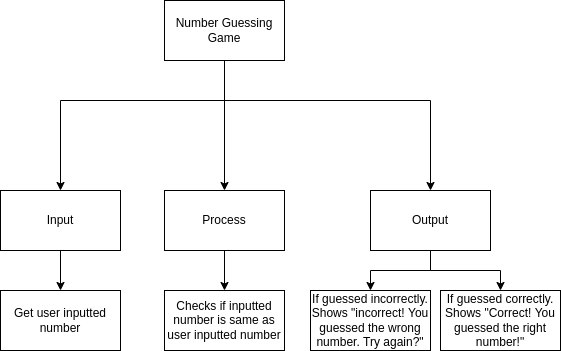 Number Guessing
Game
Input
Process
Output
Get user inputted
number
Checks if inputted
number is same as
user inputted number
If guessed incorrectly.
Shows "incorrect! You
guessed the wrong
number. Try again?"
If guessed correctly.
Shows "Correct! You
guessed the right
number!"